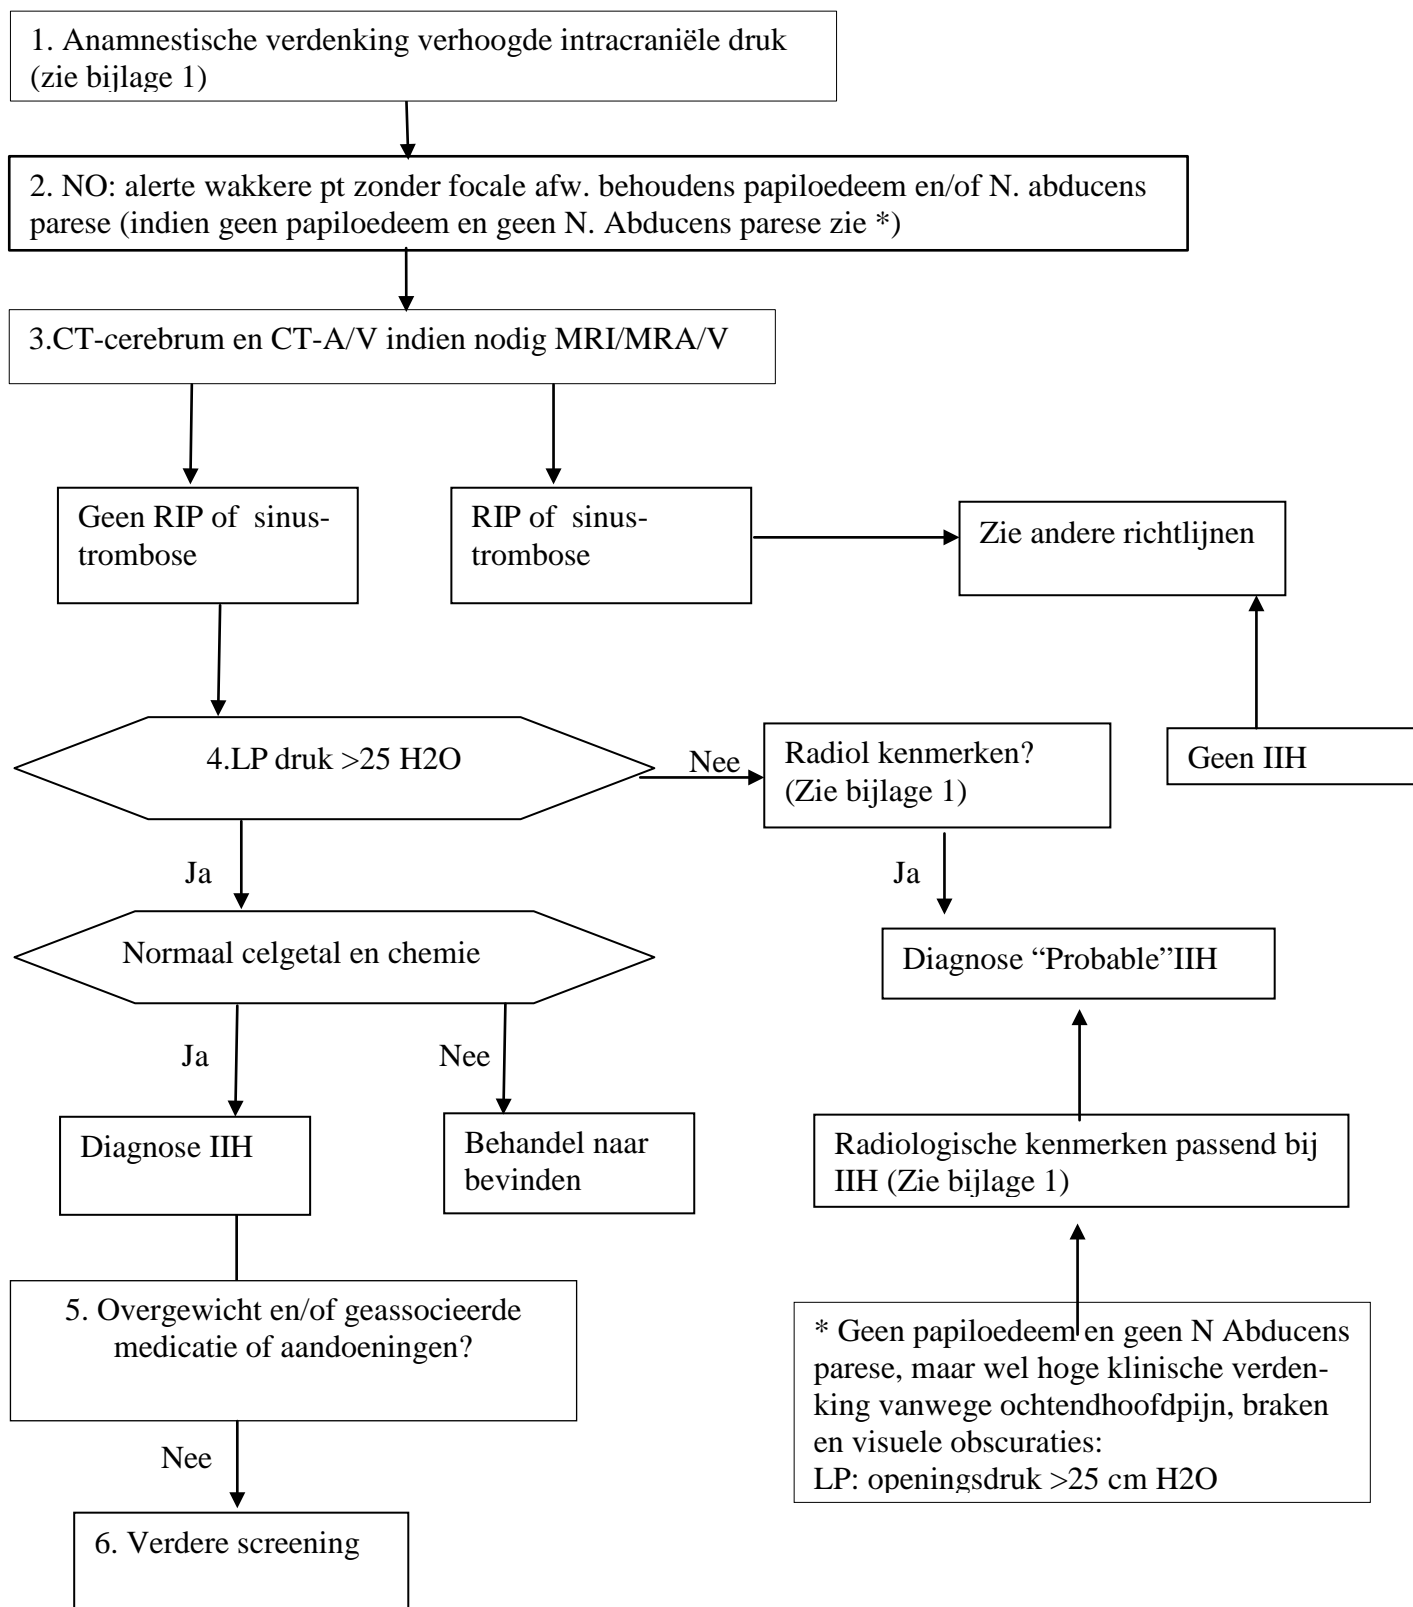 1. Anamnestische verdenking verhoogde intracraniële druk
(zie bijlage 1)
2. NO: alerte wakkere pt zonder focale afw. behoudens papiloedeem en/of N. abducens
parese (indien geen papiloedeem en geen N. Abducens parese zie *)
3.CT-cerebrum en CT-A/V indien nodig MRI/MRA/V
Geen RIP of sinus-
trombose
RIP of sinus-
trombose
Zie andere richtlijnen
4.LP druk >25 H2O
Nee
Radiol kenmerken?
(Zie bijlage 1)
Geen IIH
Ja
Ja
Normaal celgetal en chemie
Diagnose “Probable”IIH
Ja
Nee
Diagnose IIH
Behandel naar
bevinden
Radiologische kenmerken passend bij
IIH (Zie bijlage 1)
5. Overgewicht en/of geassocieerde
medicatie of aandoeningen?
* Geen papiloedeem en geen N Abducens
parese, maar wel hoge klinische verden-
king vanwege ochtendhoofdpijn, braken
en visuele obscuraties:
LP: openingsdruk >25 cm H2O
Nee
6. Verdere screening